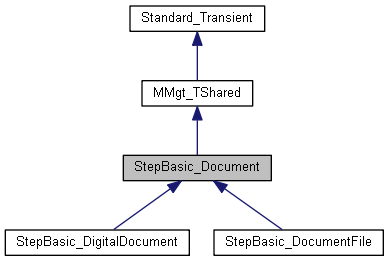 Standard_Transient
MMgt_TShared
StepBasic_Document
StepBasic_DigitalDocument
StepBasic_DocumentFile